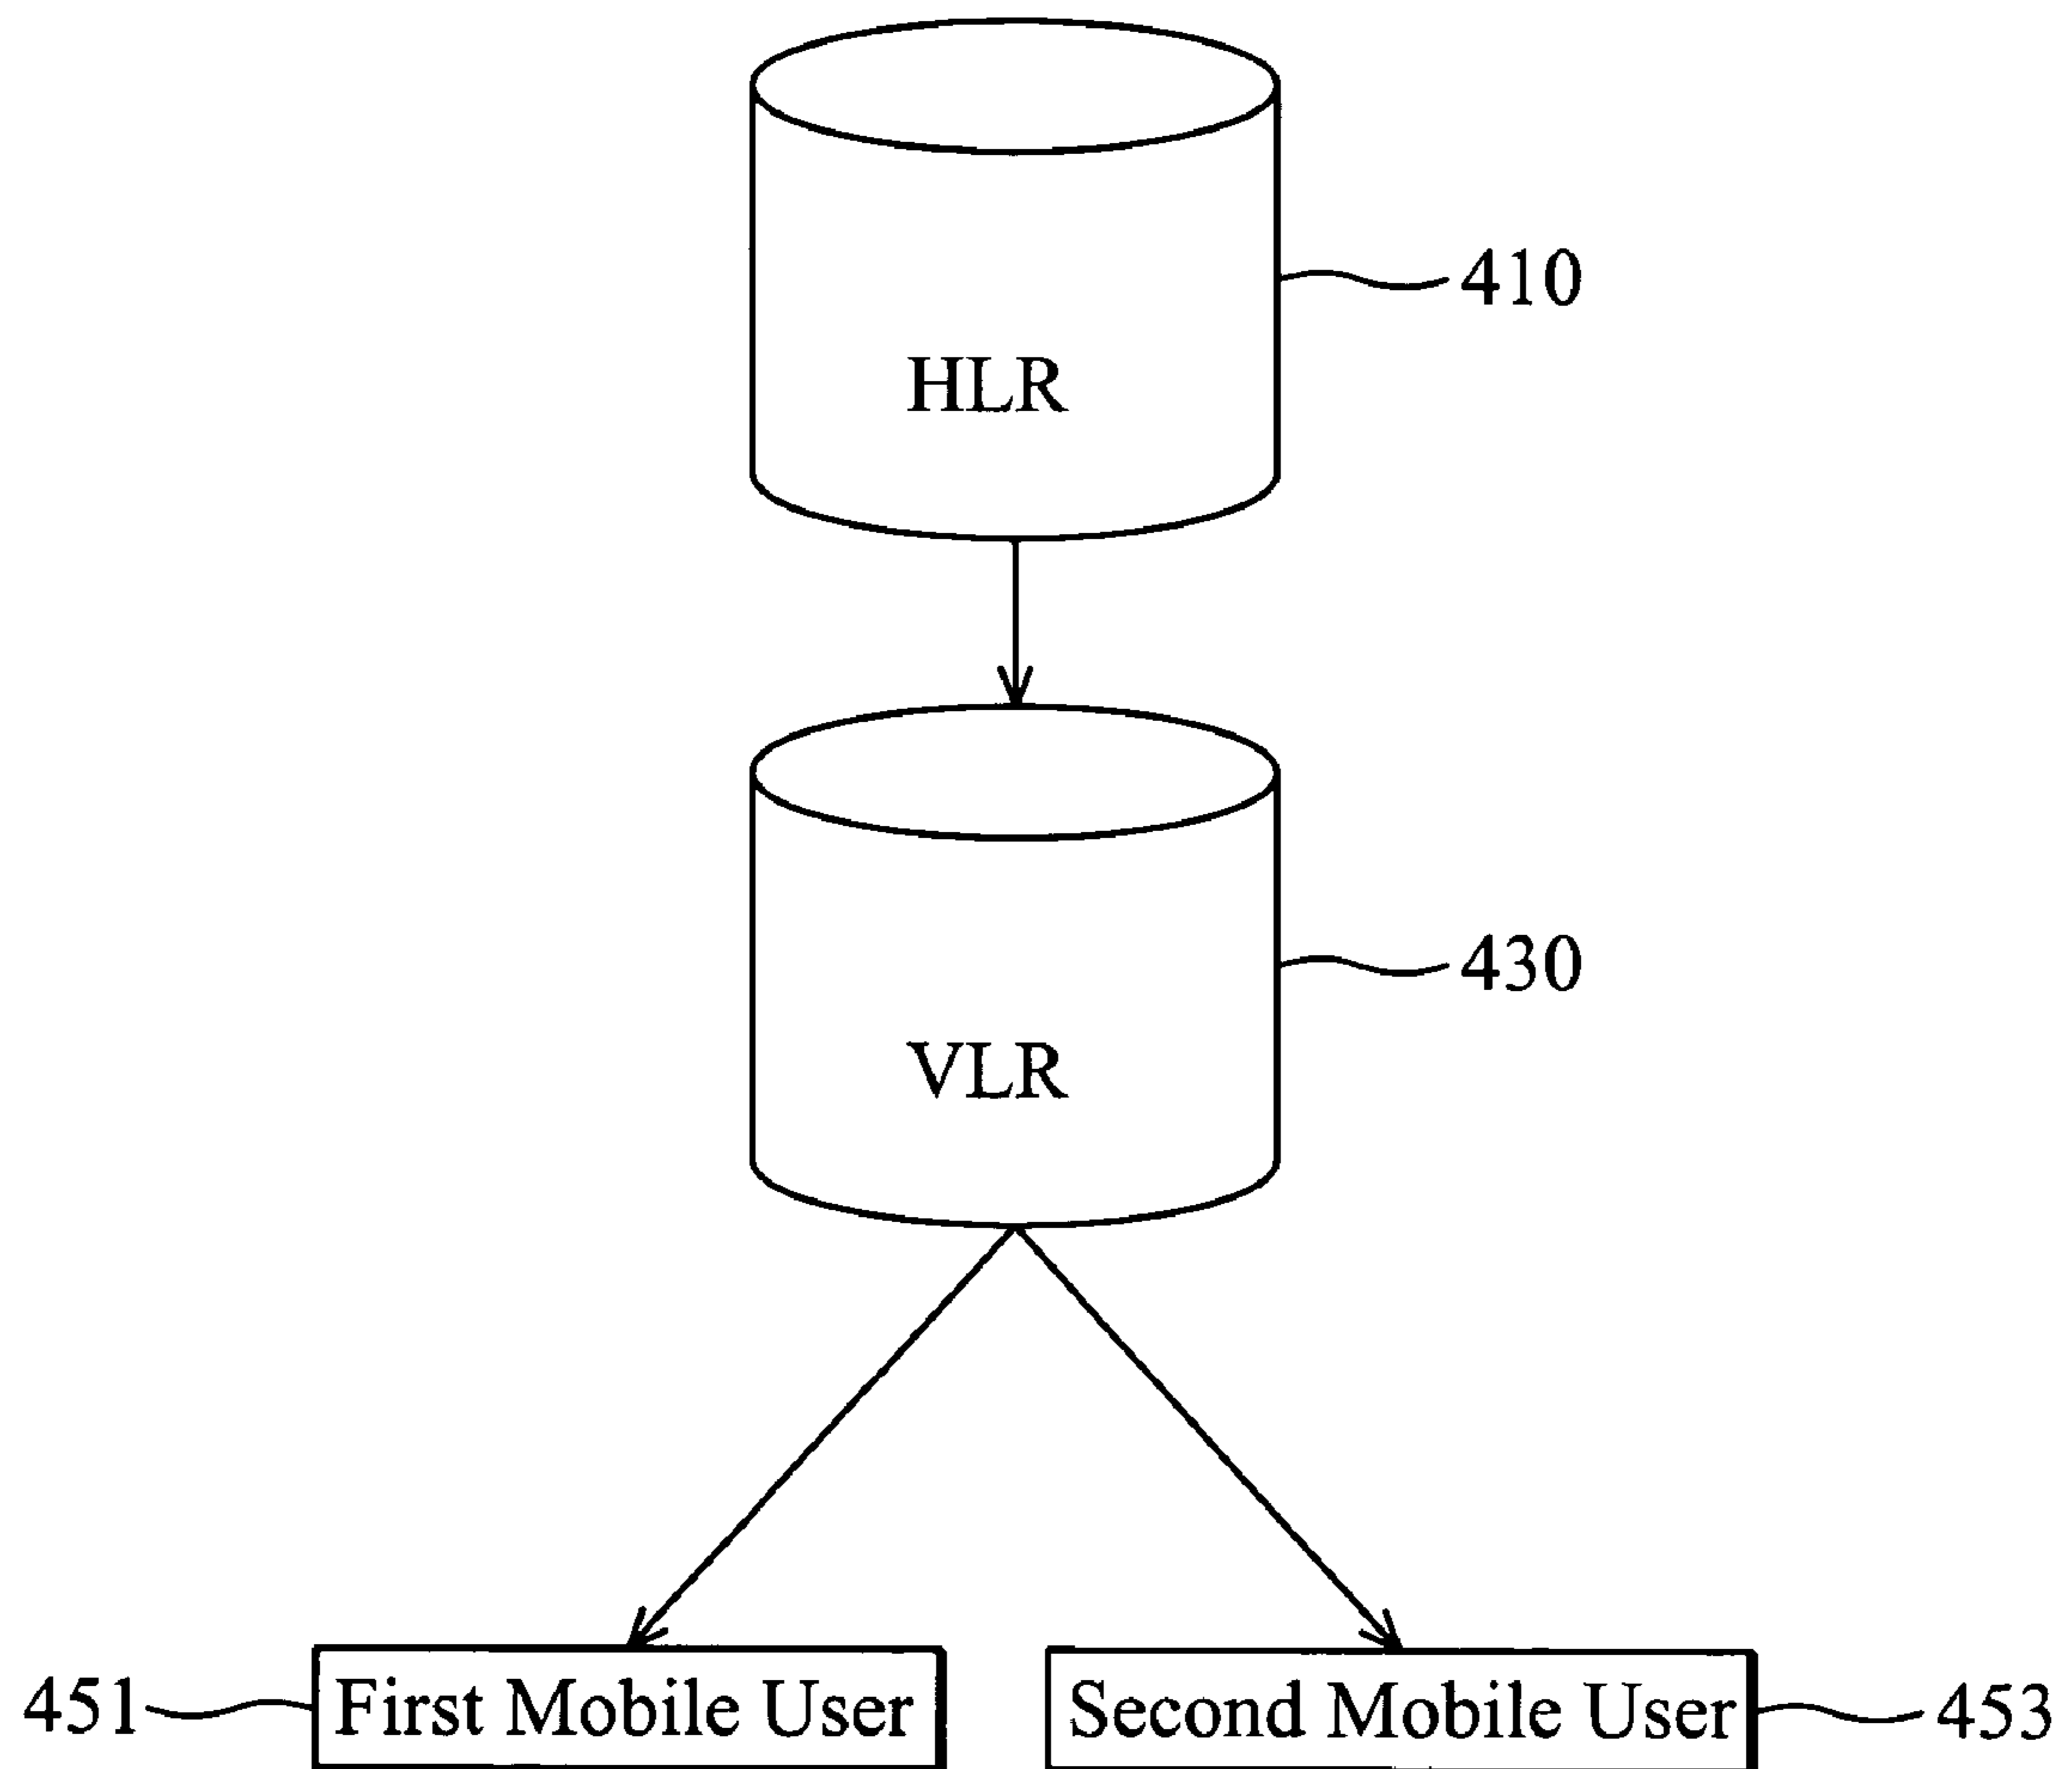 410
HLR
430
VLR
451 First Mobile User Second Mobile User 453